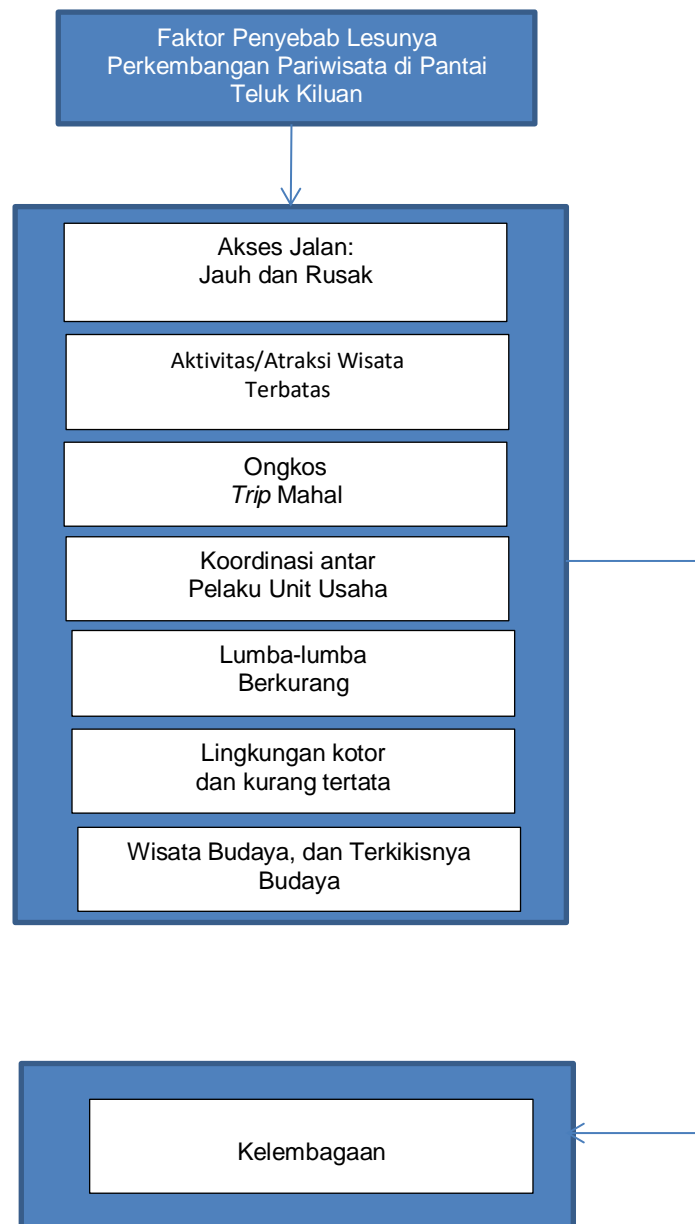 Faktor Penyebab Lesunya
Perkembangan Pariwisata di Pantai
Teluk Kiluan
Akses Jalan:
Jauh dan Rusak
Aktivitas/Atraksi Wisata
Terbatas
Ongkos
Trip Mahal
Koordinasi antar
Pelaku Unit Usaha
Lumba-lumba
Berkurang
Lingkungan kotor
dan kurang tertata
Wisata Budaya, dan Terkikisnya
Budaya
Kelembagaan